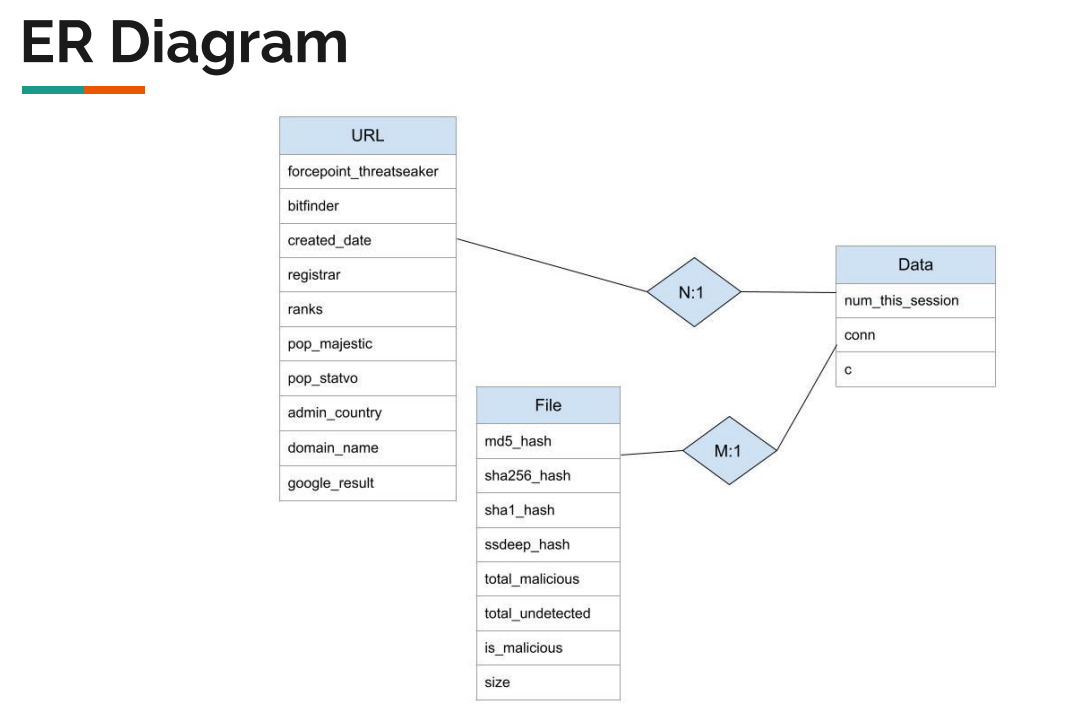 ER Diagram
URL
forcepoint_threatseaker
bitfinder
created_date
registrar
ranks
pop_majestic
pop_statvo
admin_country
domain_name
google_result
N:1
Data
num_this_session
conn
c
File
md5_hash
sha256_hash
sha1_hash
ssdeep_hash
total_malicious
total_undetected
is_malicious
size
M:1